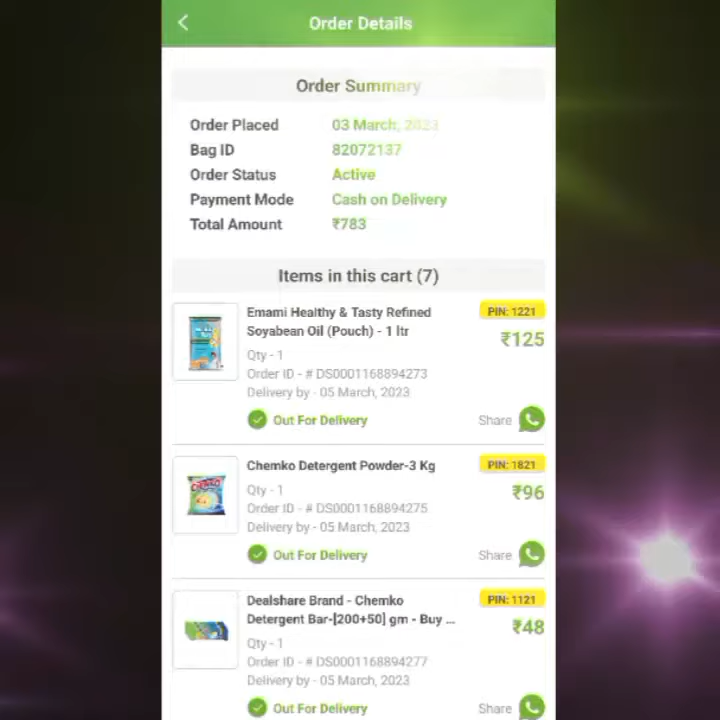 Order Details
Order Summary
Order Placed 03 March, 2023
Bag ID 82072137
Order Status Active
Payment Mode Cash on Delivery
Total Amount ₹783
Items in this cart (7)
Emami Healthy & Tasty Refined PIN: 1221
Soyabean Oil (Pouch) - 1 ltr ₹125
Qty - 1
Order ID - # DS0001168894273
Delivery by - 05 March, 2023
Out For Delivery Share
Chemko Detergent Powder-3 Kg PIN: 1821
₹96
Qty - 1
Order ID - # DS0001168894275
Delivery by - 05 March, 2023
Out For Delivery Share
Dealshare Brand - Chemko PIN: 1121
Detergent Bar-[200+50] gm - Buy ... ₹48
Qty - 1
Order ID - # DS0001168894277
Delivery by - 05 March, 2023
Out For Delivery Share